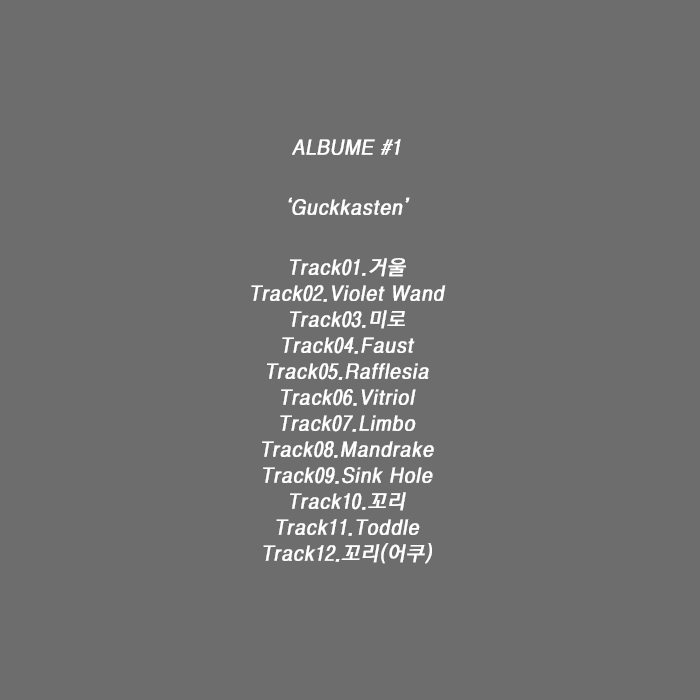 ALBUME #1
‘Guckkasten’
Track01.거울
Track02.Violet Wand
Track03.미로
Track04.Faust
Track05.Rafflesia
Track06.Vitriol
Track07.Limbo
Track08.Mandrake
Track09.Sink Hole
Track10.꼬리
Track11.Toddle
Track12.꼬리(어쿠)